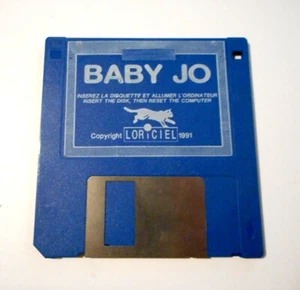 BABY JO
INSEREZ LA DISQUETTE ET ALLUMER L'ORDINATEUR
INSERT THE DISK, THEN RESET THE COMPUTER
Copyright LORICIEL 1991